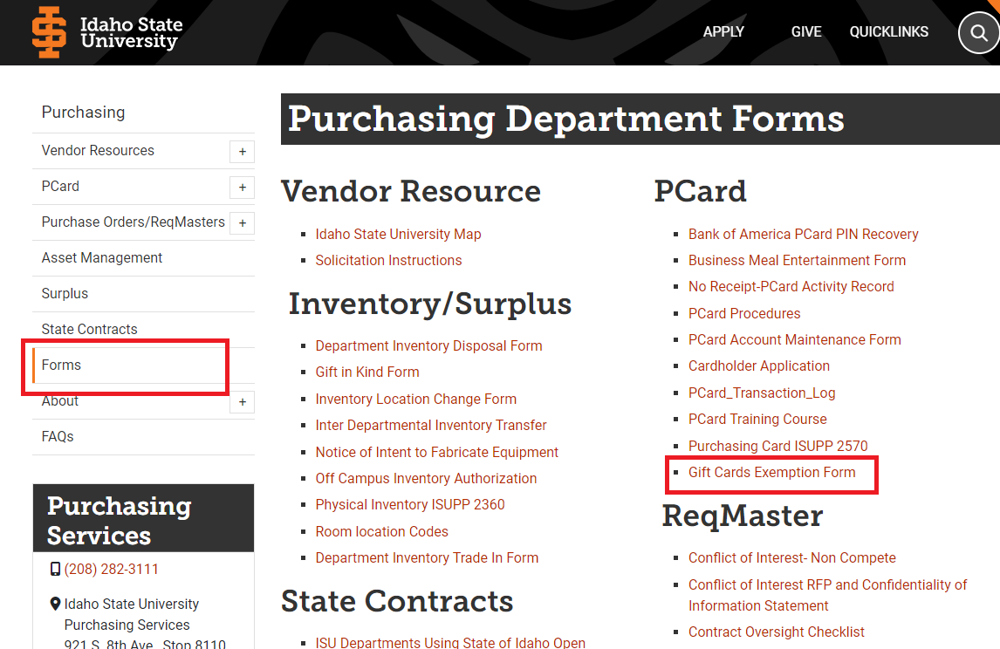 Idaho State
University
APPLY
GIVE
QUICKLINKS
Purchasing
Vendor Resources
+
PCard
+
Purchase Orders/ReqMasters
+
Asset Management
Surplus
State Contracts
Forms
About
+
FAQs
Purchasing
Services
(208) 282-3111
Idaho State University
Purchasing Services
921 S. 8th Ave., Stop 8110
Purchasing Department Forms
Vendor Resource
Idaho State University Map
Solicitation Instructions
Inventory/Surplus
Department Inventory Disposal Form
Gift in Kind Form
Inventory Location Change Form
Inter Departmental Inventory Transfer
Notice of Intent to Fabricate Equipment
Off Campus Inventory Authorization
Physical Inventory ISUPP 2360
Room location Codes
Department Inventory Trade In Form
State Contracts
ISU Departments Using State of Idaho Open
PCard
Bank of America PCard PIN Recovery
Business Meal Entertainment Form
No Receipt-PCard Activity Record
PCard Procedures
PCard Account Maintenance Form
Cardholder Application
PCard_Transaction_Log
PCard Training Course
Purchasing Card ISUPP 2570
Gift Cards Exemption Form
ReqMaster
Conflict of Interest- Non Compete
Conflict of Interest RFP and Confidentiality of
Information Statement
Contract Oversight Checklist